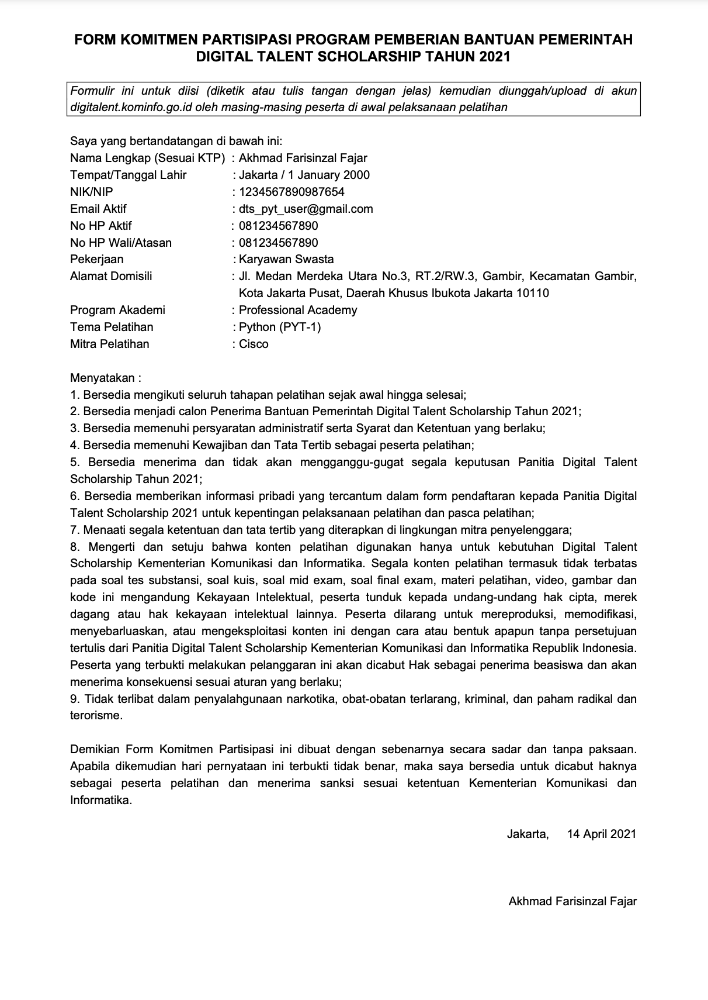 FORM KOMITMEN PARTISIPASI PROGRAM PEMBERIAN BANTUAN PEMERINTAH
DIGITAL TALENT SCHOLARSHIP TAHUN 2021
Formulir ini untuk diisi (diketik atau tulis tangan dengan jelas) kemudian diunggah/upload di akun
digitalent.kominfo.go.id oleh masing-masing peserta di awal pelaksanaan pelatihan
Saya yang bertandatangan di bawah ini:
Nama Lengkap (Sesuai KTP) : Akhmad Farisinzal Fajar
Tempat/Tanggal Lahir : Jakarta / 1 January 2000
NIK/NIP : 1234567890987654
Email Aktif : dts_pyt_user@gmail.com
No HP Aktif : 081234567890
No HP Wali/Atasan : 081234567890
Pekerjaan : Karyawan Swasta
Alamat Domisili : Jl. Medan Merdeka Utara No.3, RT.2/RW.3, Gambir, Kecamatan Gambir,
Kota Jakarta Pusat, Daerah Khusus Ibukota Jakarta 10110
Program Akademi : Professional Academy
Tema Pelatihan : Python (PYT-1)
Mitra Pelatihan : Cisco
Menyatakan :
1. Bersedia mengikuti seluruh tahapan pelatihan sejak awal hingga selesai;
2. Bersedia menjadi calon Penerima Bantuan Pemerintah Digital Talent Scholarship Tahun 2021;
3. Bersedia memenuhi persyaratan administratif serta Syarat dan Ketentuan yang berlaku;
4. Bersedia memenuhi Kewajiban dan Tata Tertib sebagai peserta pelatihan;
5. Bersedia menerima dan tidak akan mengganggu-gugat segala keputusan Panitia Digital Talent
Scholarship Tahun 2021;
6. Bersedia memberikan informasi pribadi yang tercantum dalam form pendaftaran kepada Panitia Digital
Talent Scholarship 2021 untuk kepentingan pelaksanaan pelatihan dan pasca pelatihan;
7. Menaati segala ketentuan dan tata tertib yang diterapkan di lingkungan mitra penyelenggara;
8. Mengerti dan setuju bahwa konten pelatihan digunakan hanya untuk kebutuhan Digital Talent
Scholarship Kementerian Komunikasi dan Informatika. Segala konten pelatihan termasuk tidak terbatas
pada soal tes substansi, soal kuis, soal mid exam, soal final exam, materi pelatihan, video, gambar dan
kode ini mengandung Kekayaan Intelektual, peserta tunduk kepada undang-undang hak cipta, merek
dagang atau hak kekayaan intelektual lainnya. Peserta dilarang untuk mereproduksi, memodifikasi,
menyebarluaskan, atau mengeksploitasi konten ini dengan cara atau bentuk apapun tanpa persetujuan
tertulis dari Panitia Digital Talent Scholarship Kementerian Komunikasi dan Informatika Republik Indonesia.
Peserta yang terbukti melakukan pelanggaran ini akan dicabut Hak sebagai penerima beasiswa dan akan
menerima konsekuensi sesuai aturan yang berlaku;
9. Tidak terlibat dalam penyalahgunaan narkotika, obat-obatan terlarang, kriminal, dan paham radikal dan
terorisme.
Demikian Form Komitmen Partisipasi ini dibuat dengan sebenarnya secara sadar dan tanpa paksaan.
Apabila dikemudian hari pernyataan ini terbukti tidak benar, maka saya bersedia untuk dicabut haknya
sebagai peserta pelatihan dan menerima sanksi sesuai ketentuan Kementerian Komunikasi dan
Informatika.
Jakarta, 14 April 2021
Akhmad Farisinzal Fajar